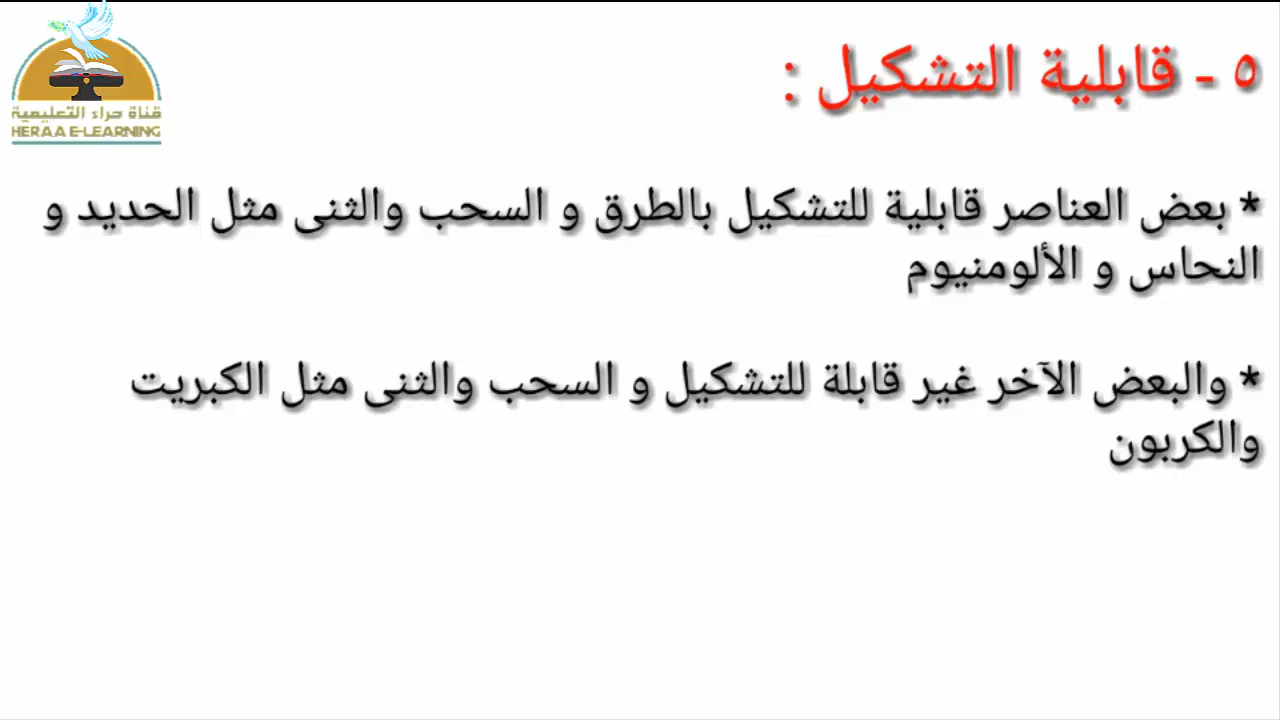 قناة حراء التعليمية
HERAA E-LEARNING
٥ - قابلية التشكيل :
* بعض العناصر قابلية للتشكيل بالطرق و السحب والثنى مثل الحديد و
النحاس و الألومنيوم
* والبعض الآخر غير قابلة للتشكيل و السحب والثنى مثل الكبريت
والكربون